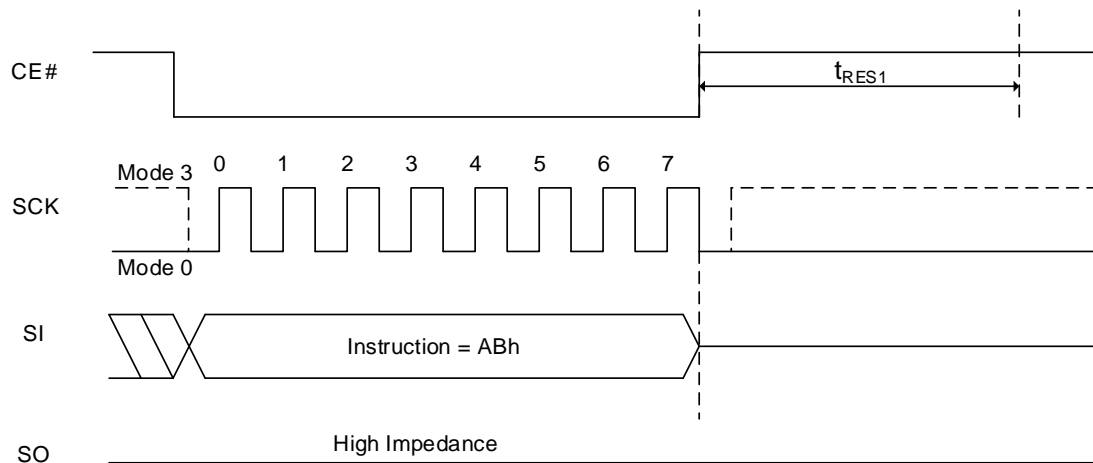 CE#
tRES1
Mode 3
0 1 2 3 4 5 6 7
SCK
Mode 0
SI
Instruction = ABh
High Impedance
SO